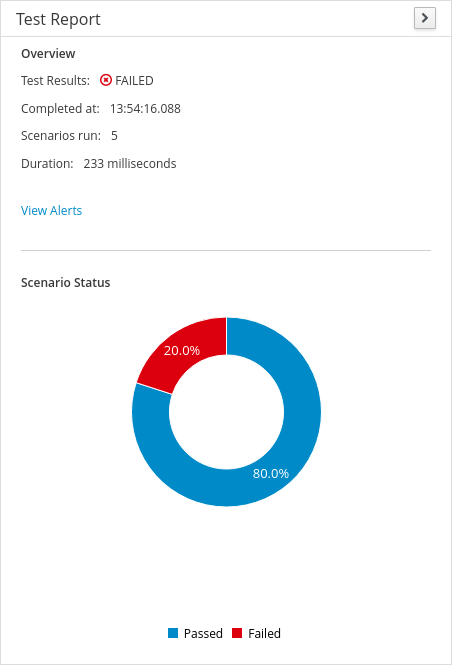 Test Report
Overview
Test Results: FAILED
Completed at: 13:54:16.088
Scenarios run: 5
Duration: 233 milliseconds
View Alerts
Scenario Status
20.0%
80.0%
Passed Failed